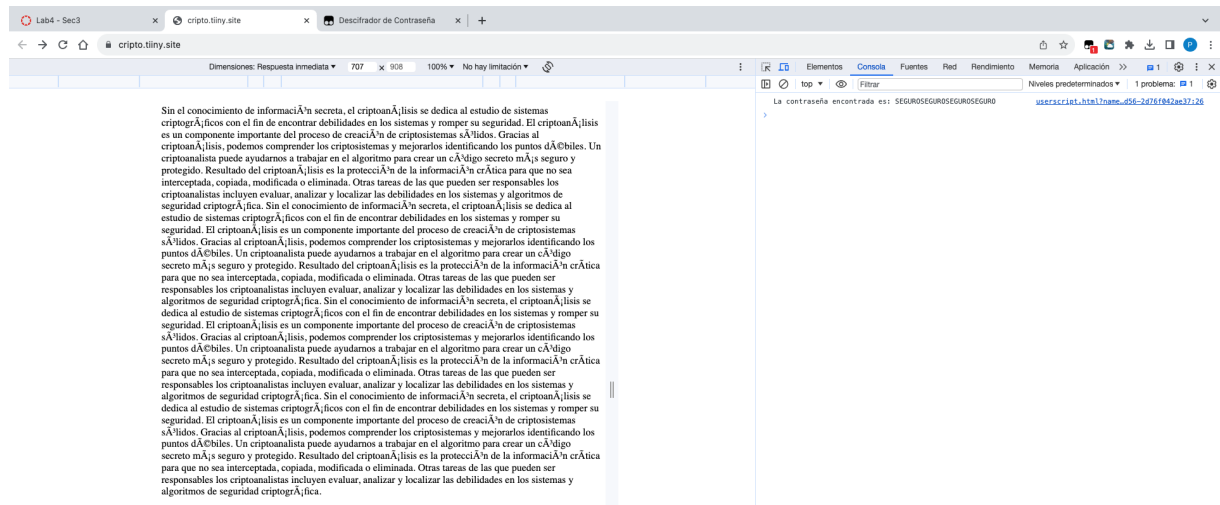 Lab4 - Sec3
cripto.tiiny.site
Descifrador de Contraseña
cripto.tiiny.site
Dimensiones: Respuesta inmediata ▼ 707 x 908 100% ▼ No hay limitación ▼
Elementos Consola Fuentes Red Rendimiento Memoria Aplicación >> 1
top ▼ Filtrar Niveles predeterminados ▼ 1 problema: 1
La contraseña encontrada es: SEGUROSEGUROSEGUROSEGURO userscript.html?name…d56-2d76f042ae37:26
Sin el conocimiento de informaciÃ³n secreta, el criptoanÃ¡lisis se dedica al estudio de sistemas
criptogrÃ¡ficos con el fin de encontrar debilidades en los sistemas y romper su seguridad. El criptoanÃ¡lisis
es un componente importante del proceso de creaciÃ³n de criptosistemas sÃ³lidos. Gracias al
criptoanÃ¡lisis, podemos comprender los criptosistemas y mejorarlos identificando los puntos dÃ©biles. Un
criptoanalista puede ayudarnos a trabajar en el algoritmo para crear un cÃ³digo secreto mÃ¡s seguro y
protegido. Resultado del criptoanÃ¡lisis es la protecciÃ³n de la informaciÃ³n crÃ­tica para que no sea
interceptada, copiada, modificada o eliminada. Otras tareas de las que pueden ser responsables los
criptoanalistas incluyen evaluar, analizar y localizar las debilidades en los sistemas y algoritmos de
seguridad criptogrÃ¡fica. Sin el conocimiento de informaciÃ³n secreta, el criptoanÃ¡lisis se dedica al
estudio de sistemas criptogrÃ¡ficos con el fin de encontrar debilidades en los sistemas y romper su
seguridad. El criptoanÃ¡lisis es un componente importante del proceso de creaciÃ³n de criptosistemas
sÃ³lidos. Gracias al criptoanÃ¡lisis, podemos comprender los criptosistemas y mejorarlos identificando los
puntos dÃ©biles. Un criptoanalista puede ayudarnos a trabajar en el algoritmo para crear un cÃ³digo
secreto mÃ¡s seguro y protegido. Resultado del criptoanÃ¡lisis es la protecciÃ³n de la informaciÃ³n crÃ­tica
para que no sea interceptada, copiada, modificada o eliminada. Otras tareas de las que pueden ser
responsables los criptoanalistas incluyen evaluar, analizar y localizar las debilidades en los sistemas y
algoritmos de seguridad criptogrÃ¡fica. Sin el conocimiento de informaciÃ³n secreta, el criptoanÃ¡lisis se
dedica al estudio de sistemas criptogrÃ¡ficos con el fin de encontrar debilidades en los sistemas y romper su
seguridad. El criptoanÃ¡lisis es un componente importante del proceso de creaciÃ³n de criptosistemas
sÃ³lidos. Gracias al criptoanÃ¡lisis, podemos comprender los criptosistemas y mejorarlos identificando los
puntos dÃ©biles. Un criptoanalista puede ayudarnos a trabajar en el algoritmo para crear un cÃ³digo
secreto mÃ¡s seguro y protegido. Resultado del criptoanÃ¡lisis es la protecciÃ³n de la informaciÃ³n crÃ­tica
para que no sea interceptada, copiada, modificada o eliminada. Otras tareas de las que pueden ser
responsables los criptoanalistas incluyen evaluar, analizar y localizar las debilidades en los sistemas y
algoritmos de seguridad criptogrÃ¡fica. Sin el conocimiento de informaciÃ³n secreta, el criptoanÃ¡lisis se
dedica al estudio de sistemas criptogrÃ¡ficos con el fin de encontrar debilidades en los sistemas y romper su
seguridad. El criptoanÃ¡lisis es un componente importante del proceso de creaciÃ³n de criptosistemas
sÃ³lidos. Gracias al criptoanÃ¡lisis, podemos comprender los criptosistemas y mejorarlos identificando los
puntos dÃ©biles. Un criptoanalista puede ayudarnos a trabajar en el algoritmo para crear un cÃ³digo
secreto mÃ¡s seguro y protegido. Resultado del criptoanÃ¡lisis es la protecciÃ³n de la informaciÃ³n crÃ­tica
para que no sea interceptada, copiada, modificada o eliminada. Otras tareas de las que pueden ser
responsables los criptoanalistas incluyen evaluar, analizar y localizar las debilidades en los sistemas y
algoritmos de seguridad criptogrÃ¡fica.